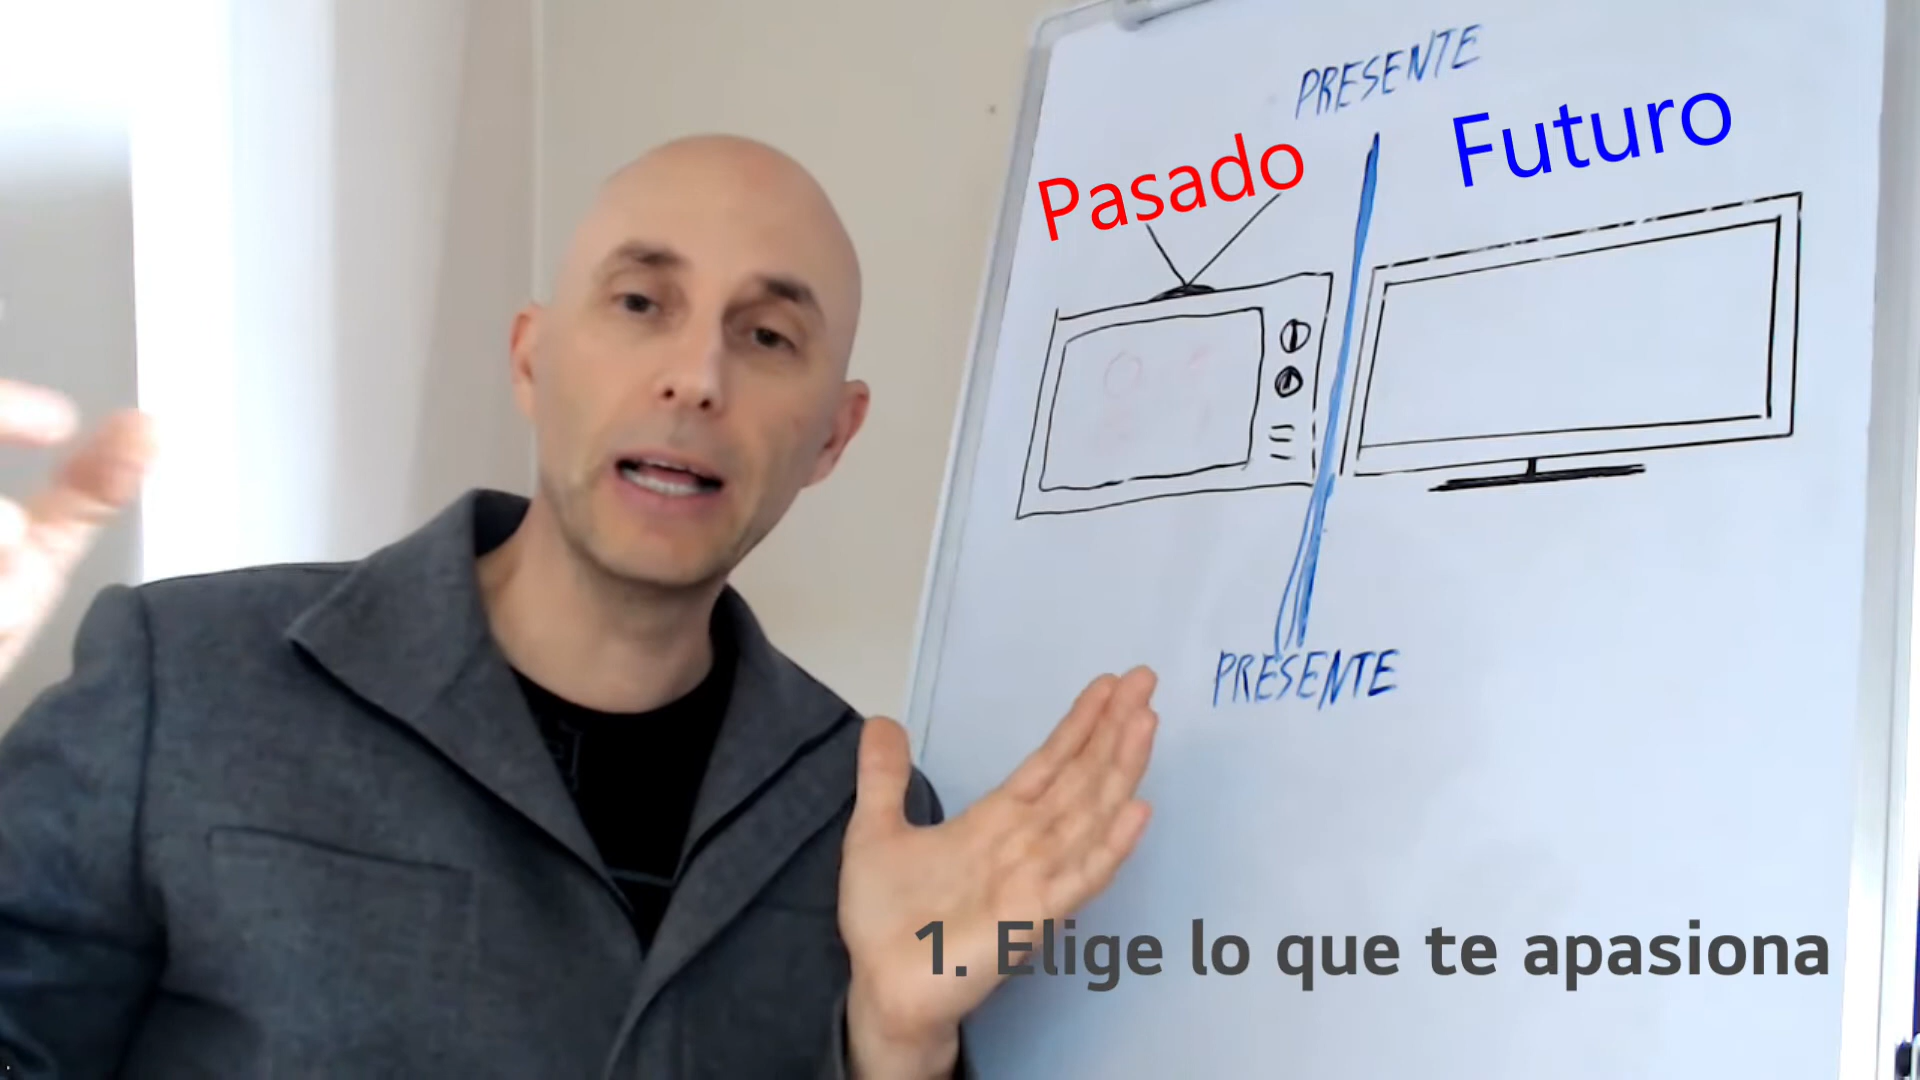 PRESENTE
Pasado
Futuro
PRESENTE
1. Elige lo que te apasiona